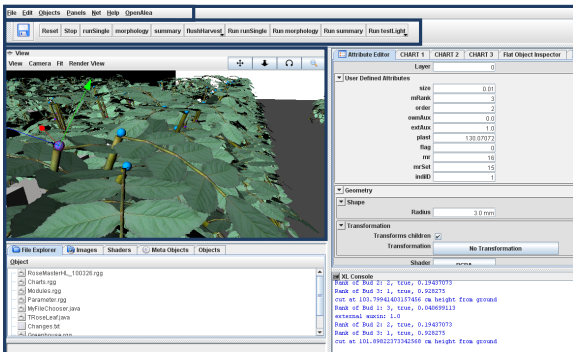 File Edit Objects Panels Net Help OpenAlea
Reset Stop runSingle morphology summary flushHarvest Run runSingle Run morphology Run summary Run testLight
View
View Camera Fit Render View
Attribute Editor CHART 1 CHART 2 CHART 3 Flat Object Inspector
Layer 0
User Defined Attributes
size 0.01
mRank 3
order 2
ownAux 0.0
extAux 1.0
plast 130.07072
flag 0
mr 16
mrSet 15
indiID 1
Geometry
Shape
Radius 3.0 mm
Transformation
Transforms children
Transformation No Transformation
Shader
File Explorer Images Shaders Meta Objects Objects
Object
RoseMasterHL_100326.rgg
Charts.rgg
Modules.rgg
Parameter.rgg
MyFileChooser.java
TRoseLeaf.java
Changes.txt
XL Console
Rank of Bud 2: 2, true, 0.19437073
Rank of Bud 3: 1, true, 0.928275
cut at 103.79941403157456 cm height from ground
Rank of Bud 1: 3, true, 0.040699113
external auxin: 1.0
Rank of Bud 2: 2, true, 0.19437073
Rank of Bud 3: 1, true, 0.928275
cut at 101.89822373342568 cm height from ground